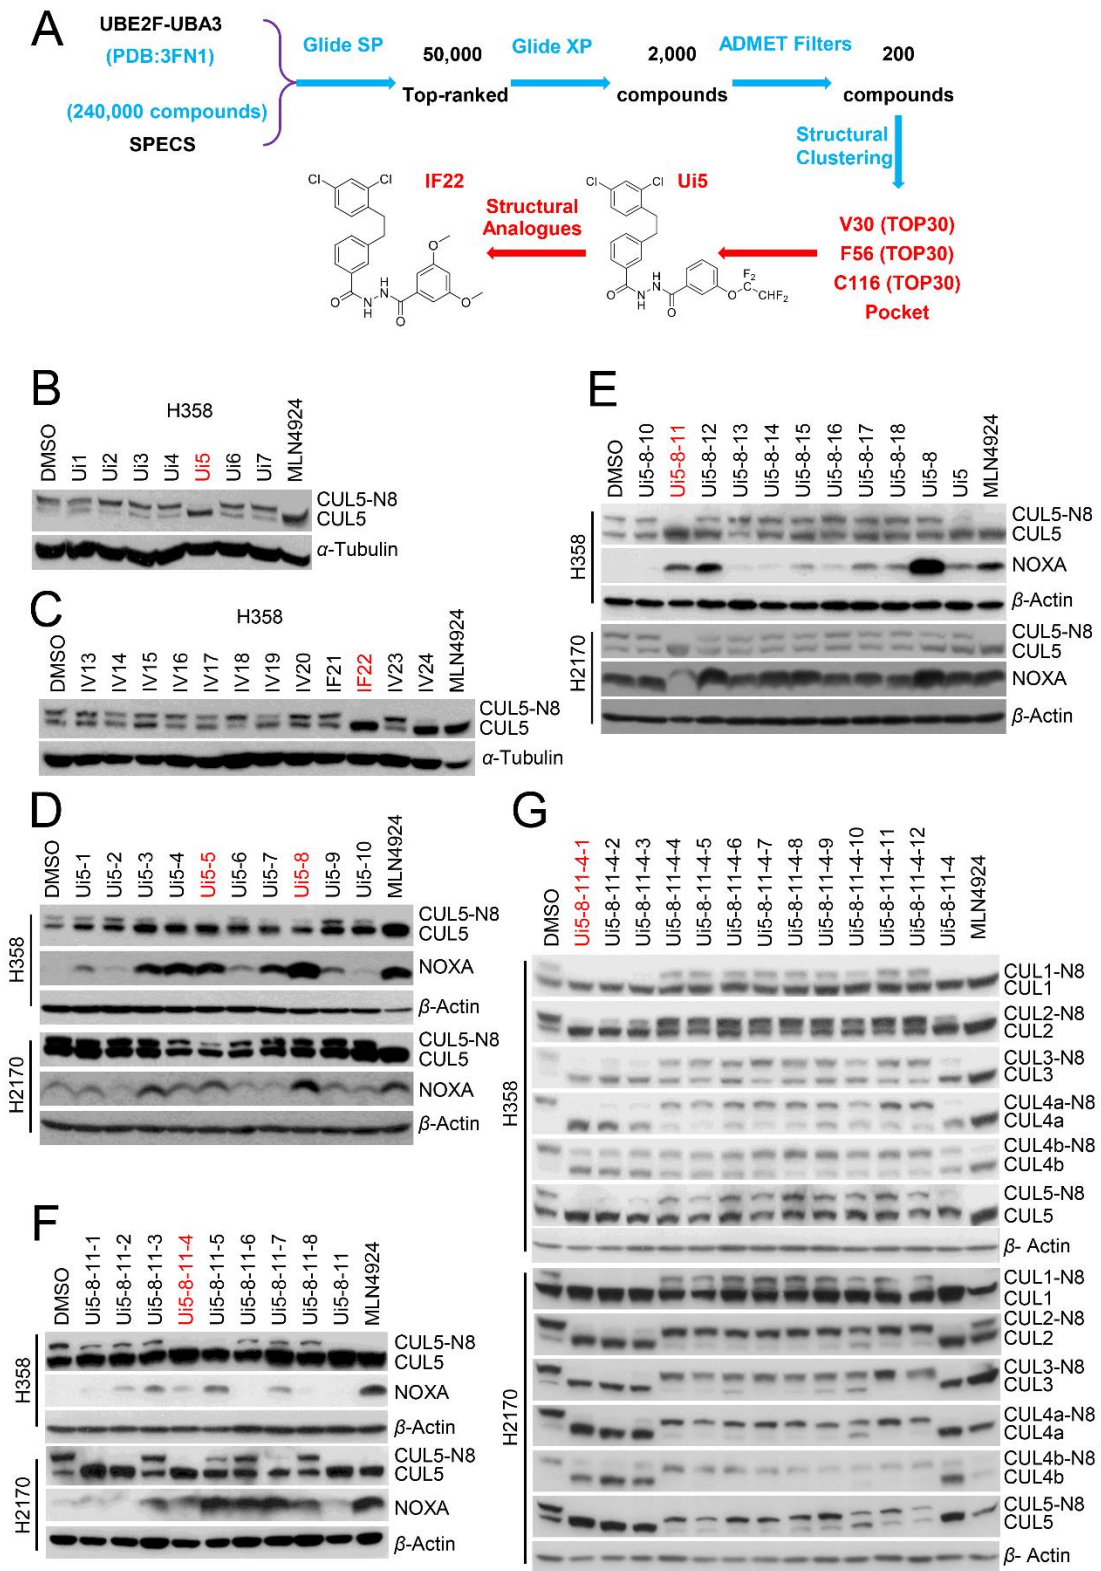 A
UBE2F-UBA3
(PDB:3FN1)
(240,000 compounds)
SPECS
Glide SP
50,000
Top-ranked
Glide XP
2,000
compounds
ADMET Filters
200
compounds
Structural
Clustering
V30 (TOP30)
F56 (TOP30)
C116 (TOP30)
Pocket
Ui5
Cl Cl
O N H NH O O F2 CHF2
Structural
Analogues
IF22
Cl Cl
O N H NH O O O
B
H358
DMSO Ui1 Ui2 Ui3 Ui4 Ui5 Ui6 Ui7 MLN4924
CUL5-N8
CUL5
α-Tubulin
C
H358
DMSO IV13 IV14 IV15 IV16 IV17 IV18 IV19 IV20 IF21 IF22 IV23 IV24 MLN4924
CUL5-N8
CUL5
α-Tubulin
D
DMSO Ui5-1 Ui5-2 Ui5-3 Ui5-4 Ui5-5 Ui5-6 Ui5-7 Ui5-8 Ui5-9 Ui5-10 MLN4924
H358
CUL5-N8
CUL5
NOXA
β-Actin
H2170
CUL5-N8
CUL5
NOXA
β-Actin
E
DMSO Ui5-8-10 Ui5-8-11 Ui5-8-12 Ui5-8-13 Ui5-8-14 Ui5-8-15 Ui5-8-16 Ui5-8-17 Ui5-8-18 Ui5-8 Ui5 MLN4924
H358
CUL5-N8
CUL5
NOXA
β-Actin
H2170
CUL5-N8
CUL5
NOXA
β-Actin
F
DMSO Ui5-8-11-1 Ui5-8-11-2 Ui5-8-11-3 Ui5-8-11-4 Ui5-8-11-5 Ui5-8-11-6 Ui5-8-11-7 Ui5-8-11-8 Ui5-8-11 MLN4924
H358
CUL5-N8
CUL5
NOXA
β-Actin
H2170
CUL5-N8
CUL5
NOXA
β-Actin
G
DMSO Ui5-8-11-4-1 Ui5-8-11-4-2 Ui5-8-11-4-3 Ui5-8-11-4-4 Ui5-8-11-4-5 Ui5-8-11-4-6 Ui5-8-11-4-7 Ui5-8-11-4-8 Ui5-8-11-4-9 Ui5-8-11-4-10 Ui5-8-11-4-11 Ui5-8-11-4-12 Ui5-8-11-4 MLN4924
H358
CUL1-N8
CUL1
CUL2-N8
CUL2
CUL3-N8
CUL3
CUL4a-N8
CUL4a
CUL4b-N8
CUL4b
CUL5-N8
CUL5
β- Actin
H2170
CUL1-N8
CUL1
CUL2-N8
CUL2
CUL3-N8
CUL3
CUL4a-N8
CUL4a
CUL4b-N8
CUL4b
CUL5-N8
CUL5
β- Actin